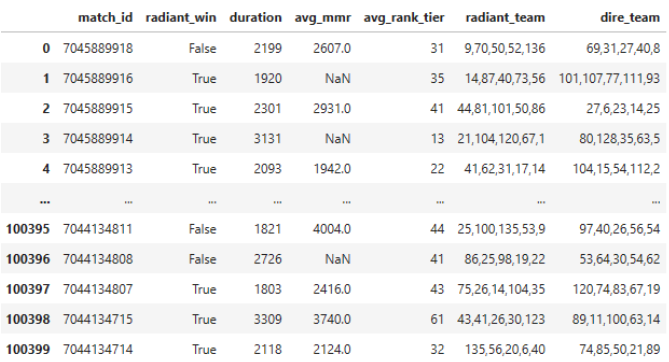 match_id radiant_win duration avg_mmr avg_rank_tier radiant_team dire_team
0 7045889918 False 2199 2607.0 31 9,70,50,52,136 69,31,27,40,8
1 7045889916 True 1920 NaN 35 14,87,40,73,56 101,107,77,111,93
2 7045889915 True 2301 2931.0 41 44,81,101,50,86 27,6,23,14,25
3 7045889914 True 3131 NaN 13 21,104,120,67,1 80,128,35,63,5
4 7045889913 True 2093 1942.0 22 41,62,31,17,14 104,15,54,112,2
... ... ... ... ... ... ... ...
100395 7044134811 False 1821 4004.0 44 25,100,135,53,9 97,40,26,56,54
100396 7044134808 False 2726 NaN 41 86,25,98,19,22 53,64,30,54,62
100397 7044134807 True 1803 2416.0 43 75,26,14,104,35 120,74,83,67,19
100398 7044134715 True 3309 3740.0 61 43,41,26,30,123 89,11,100,63,14
100399 7044134714 True 2118 2124.0 32 135,56,20,6,40 74,85,50,21,89